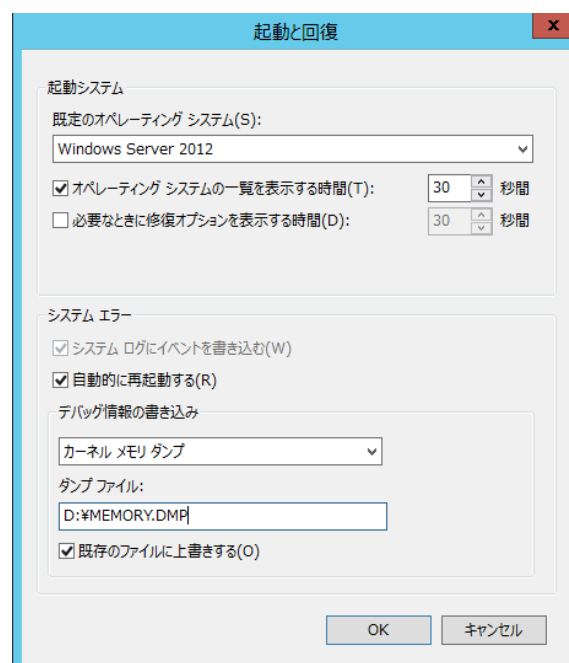 起動と回復
x
起動システム
既定のオペレーティング システム(S):
Windows Server 2012
オペレーティング システムの一覧を表示する時間(T): 30 秒間
必要なときに修復オプションを表示する時間(D): 30 秒間
システム エラー
システム ログにイベントを書き込む(W)
自動的に再起動する(R)
デバッグ情報の書き込み
カーネル メモリ ダンプ
ダンプ ファイル:
D:¥MEMORY.DMP
既存のファイルに上書きする(O)
OK キャンセル